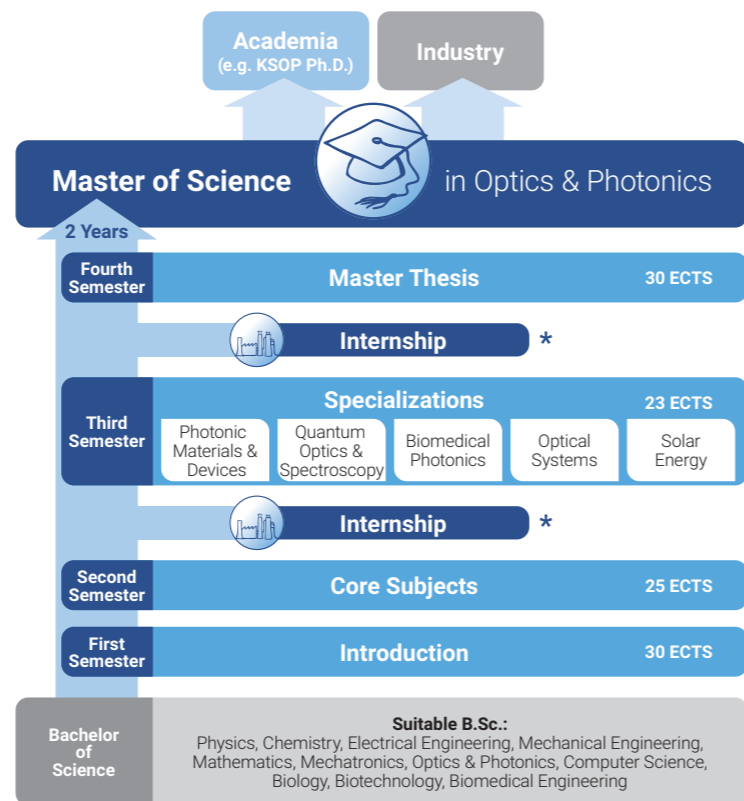 Academia
(e.g. KSOP Ph.D.)
Industry
Master of Science in Optics & Photonics
2 Years
Fourth
Semester
Master Thesis
30 ECTS
Internship *
Third
Semester
Specializations
23 ECTS
Photonic
Materials &
Devices
Quantum
Optics &
Spectroscopy
Biomedical
Photonics
Optical
Systems
Solar
Energy
Internship *
Second
Semester
Core Subjects
25 ECTS
First
Semester
Introduction
30 ECTS
Bachelor
of
Science
Suitable B.Sc.:
Physics, Chemistry, Electrical Engineering, Mechanical Engineering,
Mathematics, Mechatronics, Optics & Photonics, Computer Science,
Biology, Biotechnology, Biomedical Engineering